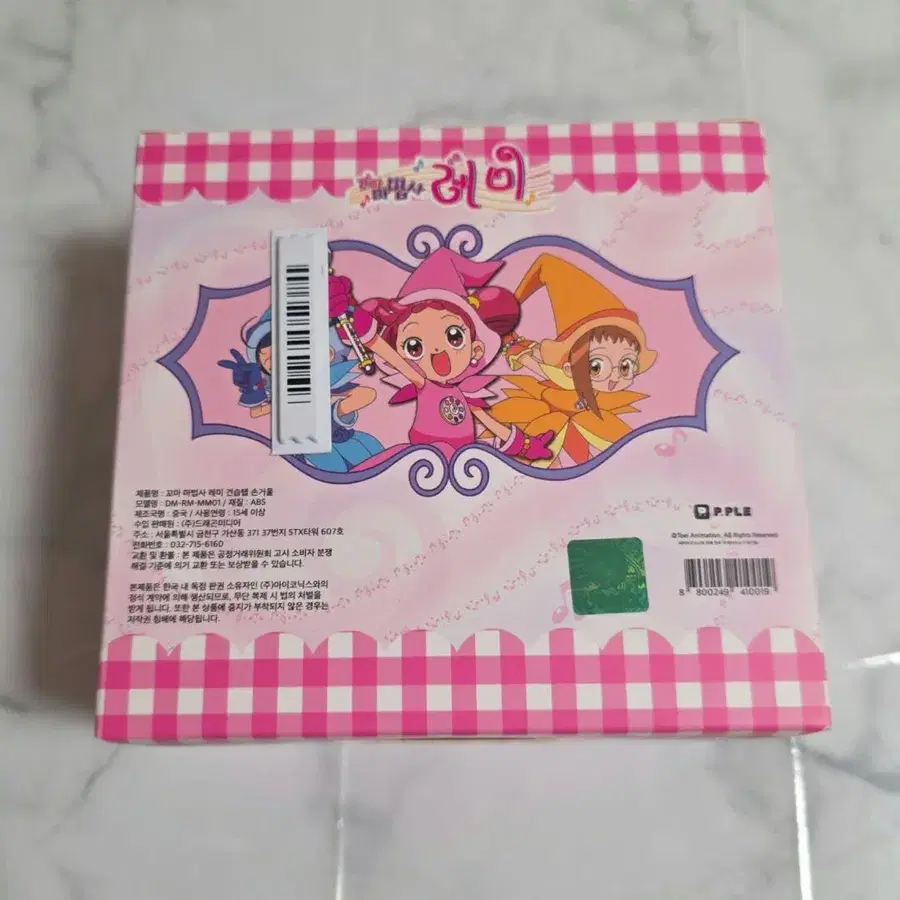 꼬마 마법사 레미
제품명 : 꼬마 마법사 레미 견습탭 손거울
모델명 : DM-RM-MM01 / 재질 : ABS
제조국명 : 중국 / 사용연령 : 15세 이상
수입 판매원 : (주)드래곤미디어
주소 : 서울특별시 금천구 가산동 371 37번지 STX타워 607호
전화번호 : 032-715-6160
교환 및 환불 : 본 제품은 공정거래위원회 고시 소비자 분쟁
해결 기준에 의거 교환 또는 보상받을 수 있습니다.
본제품은 한국 내 독점 판권 소유자인 (주)아이코닉스와의
정식 계약에 의해 생산되므로, 무단 복제 시 법의 처벌을
받게 됩니다. 또한 본 상품에 증지가 부착되지 않은 경우는
저작권 침해에 해당됩니다.
P.PLE
©Toei Animation. All Rights Reserved
8 800249 410019